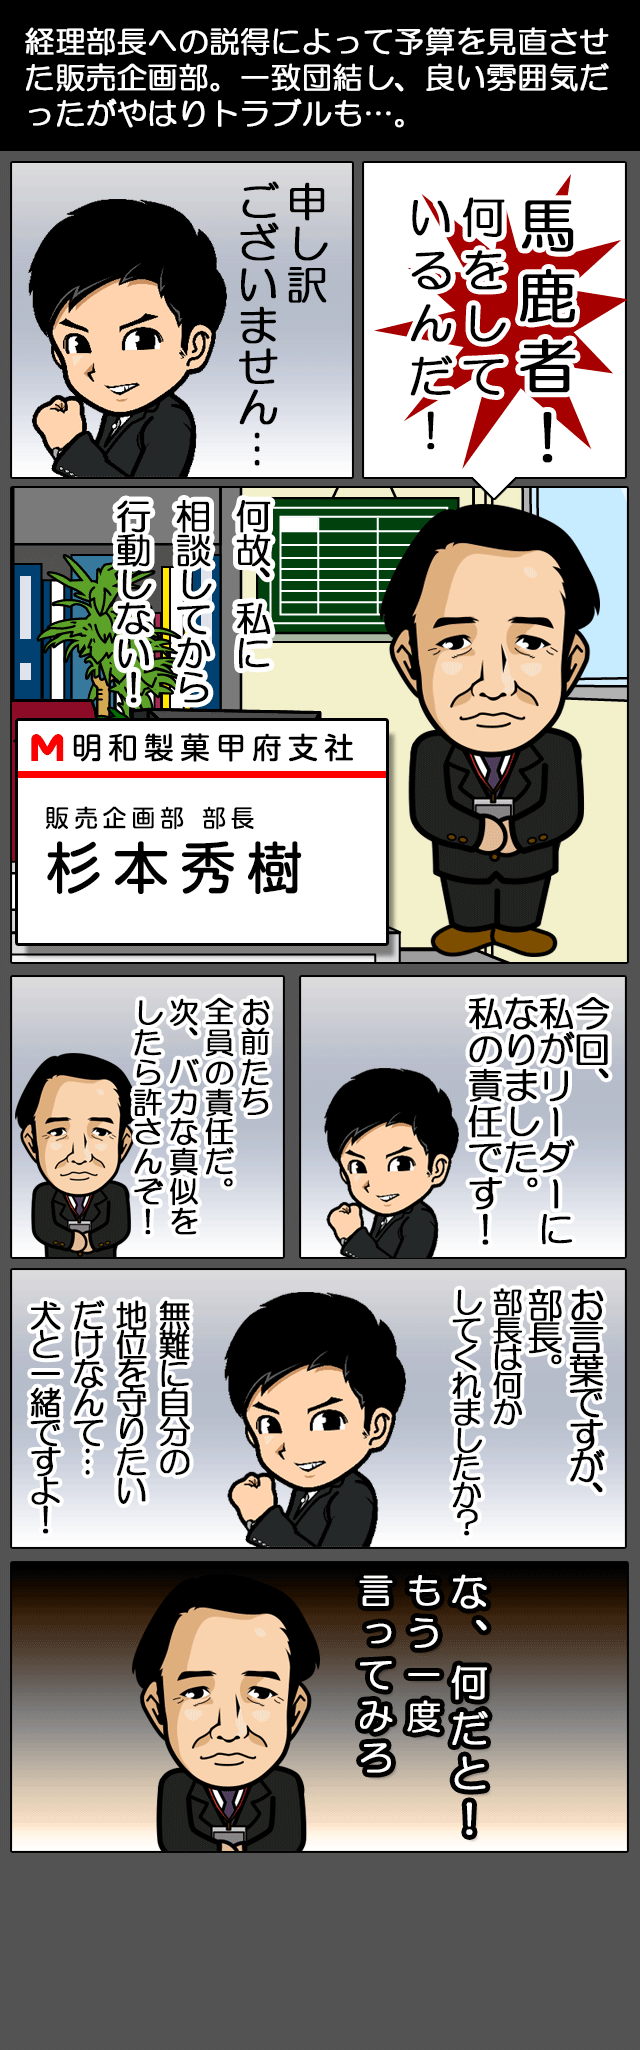 経理部長への説得によって予算を見直させ
た販売企画部。一致団結し、良い雰囲気だ
ったがやはりトラブルも…。
馬鹿者！
何をして
いるんだ！
申し訳
ございません…
何故、私に
相談してから
行動しない！
M 明和製菓甲府支社
販売企画部 部長
杉本秀樹
今回、
私がリーダーに
なりました。
私の責任です！
お前たち
全員の責任だ。
次、バカな真似を
したら許さんぞ！
お言葉ですが、
部長。
部長は何か
してくれましたか？
無難に自分の
地位を守りたい
だけなんて…
犬と一緒ですよ！
な、何だと！
もう一度
言ってみろ